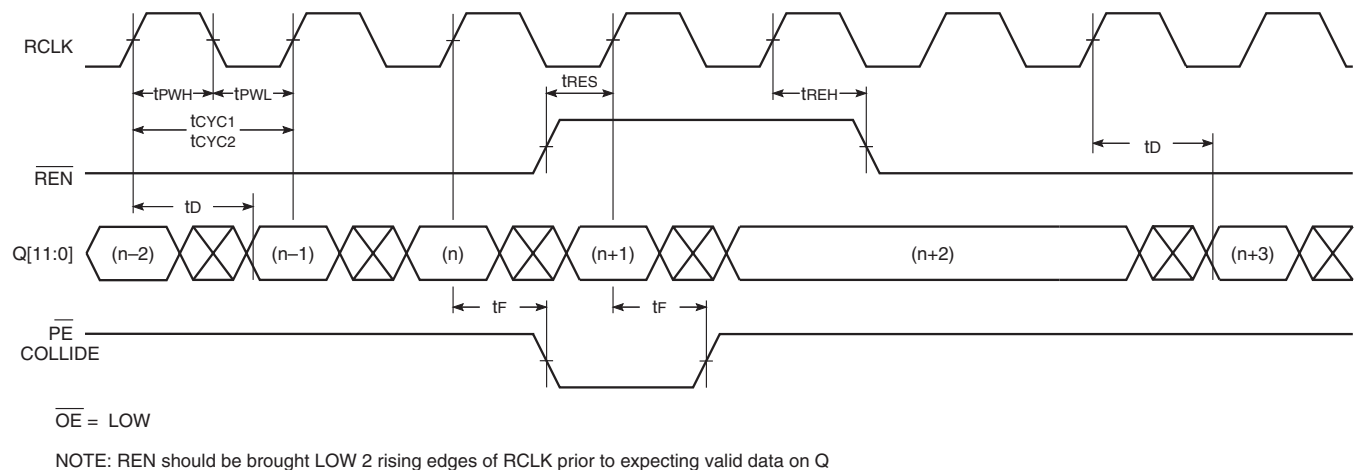 RCLK
tPWH tPWL tRES tREH
tCYC1
tCYC2
tD
REN
tD
Q[11:0] (n–2) (n–1) (n) (n+1) (n+2) (n+3)
tF tF
PE
COLLIDE
OE = LOW
NOTE: REN should be brought LOW 2 rising edges of RCLK prior to expecting valid data on Q